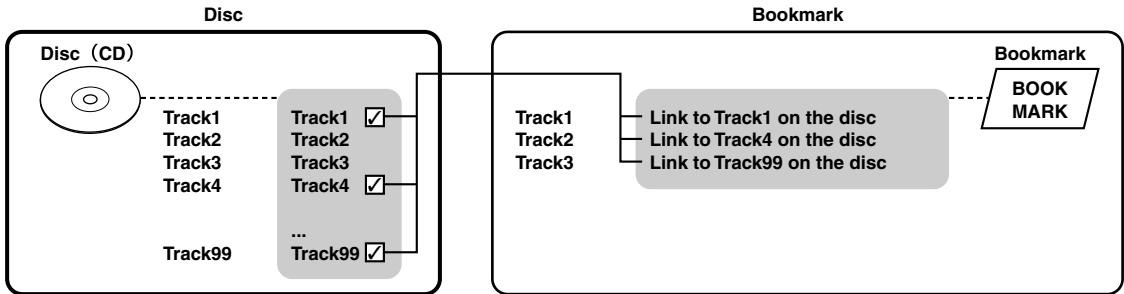 Disc
Bookmark
Disc（CD）
Track1
Track2
Track3
Track4
Track99
Track1
Track2
Track3
Track4
...
Track99
Track1
Track2
Track3
Link to Track1 on the disc
Link to Track4 on the disc
Link to Track99 on the disc
Bookmark
BOOK
MARK